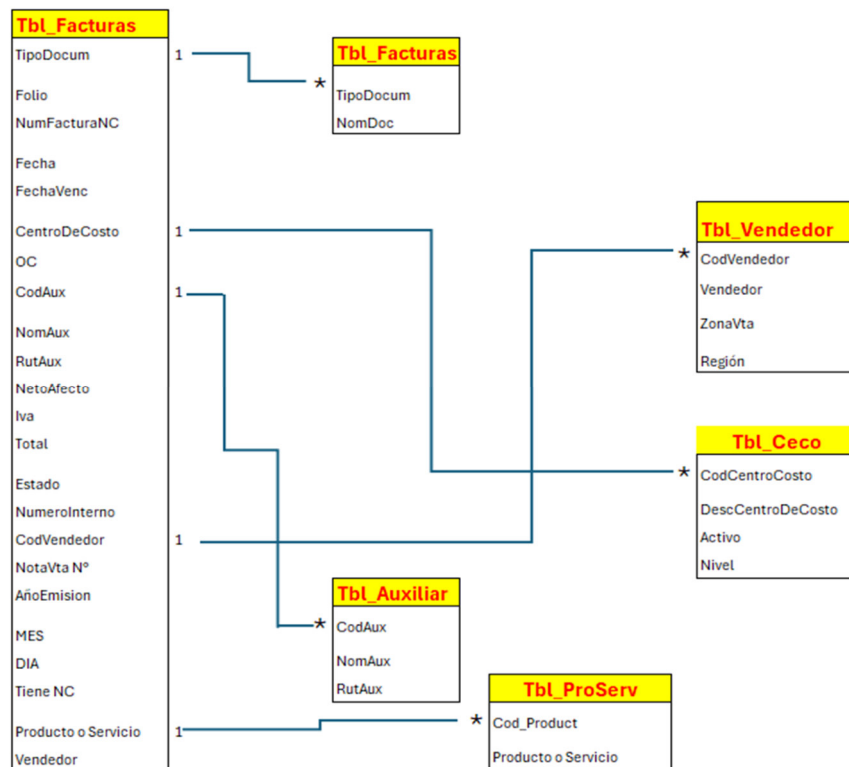 Tbl_Facturas
TipoDocum
Folio
NumFacturaNC
Fecha
FechaVenc
CentroDeCosto
OC
CodAux
NomAux
RutAux
NetoAfecto
Iva
Total
Estado
NumeroInterno
CodVendedor
NotaVta N°
AñoEmision
MES
DIA
Tiene NC
Producto o Servicio
Vendedor
1
1
1
1
1
Tbl_Facturas
* TipoDocum
NomDoc
Tbl_Vendedor
* CodVendedor
Vendedor
ZonaVta
Región
Tbl_Ceco
* CodCentroCosto
DescCentroDeCosto
Activo
Nivel
Tbl_Auxiliar
* CodAux
NomAux
RutAux
Tbl_ProServ
* Cod_Product
Producto o Servicio